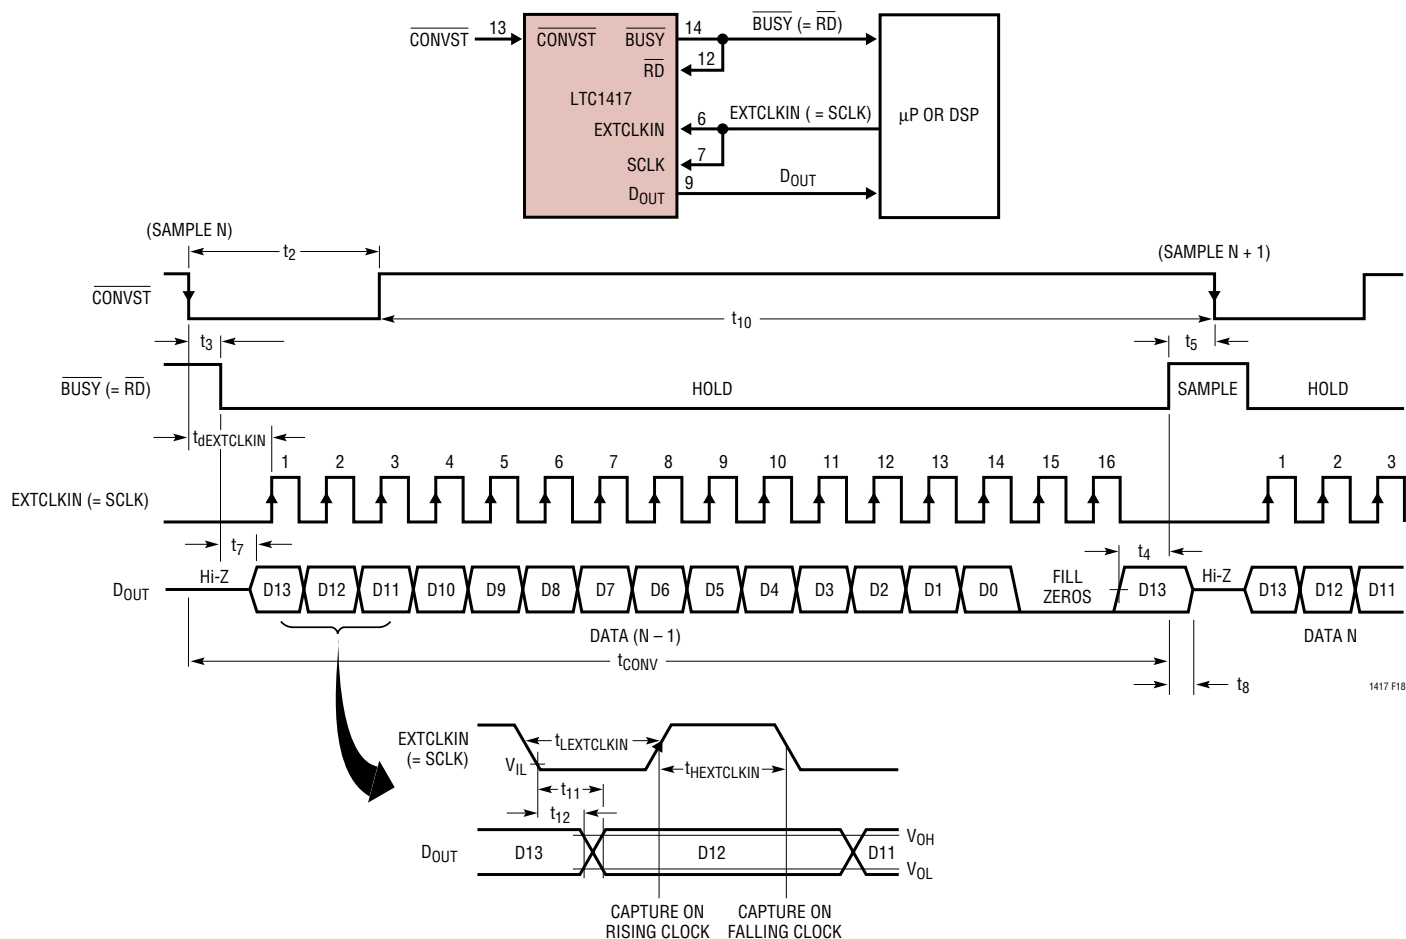 BUSY (= RD)
CONVST 13 CONVST BUSY 14
RD 12
LTC1417
EXTCLKIN 6 EXTCLKIN ( = SCLK) μP OR DSP
SCLK 7
DOUT 9 DOUT
(SAMPLE N) t2 (SAMPLE N + 1)
CONVST
t10
t3 t5
BUSY (= RD) HOLD SAMPLE HOLD
tdEXTCLKIN
1 2 3 4 5 6 7 8 9 10 11 12 13 14 15 16 1 2 3
EXTCLKIN (= SCLK)
t7 t4
DOUT Hi-Z D13 D12 D11 D10 D9 D8 D7 D6 D5 D4 D3 D2 D1 D0 FILL ZEROS D13 Hi-Z D13 D12 D11
DATA (N – 1) DATA N
tCONV
t8
1417 F18
EXTCLKIN
(= SCLK)
tLEXTCLKIN
VIL tHEXTCLKIN
t11
t12
DOUT D13 D12 D11 VOH
VOL
CAPTURE ON
RISING CLOCK
CAPTURE ON
FALLING CLOCK